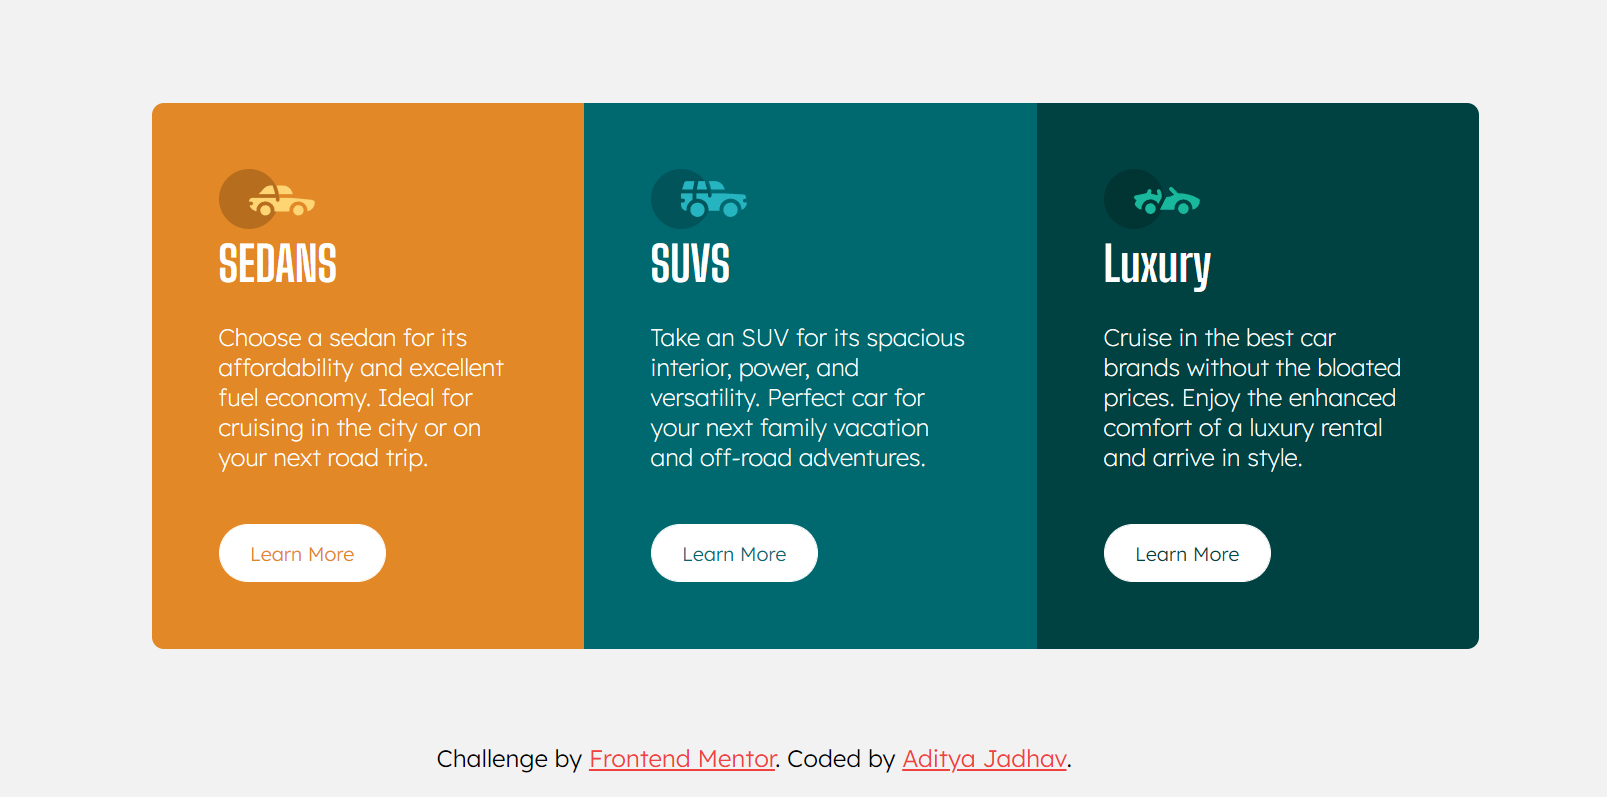 SEDANS
Choose a sedan for its
affordability and excellent
fuel economy. Ideal for
cruising in the city or on
your next road trip.
Learn More
SUVS
Take an SUV for its spacious
interior, power, and
versatility. Perfect car for
your next family vacation
and off-road adventures.
Learn More
Luxury
Cruise in the best car
brands without the bloated
prices. Enjoy the enhanced
comfort of a luxury rental
and arrive in style.
Learn More
Challenge by Frontend Mentor. Coded by Aditya Jadhav.